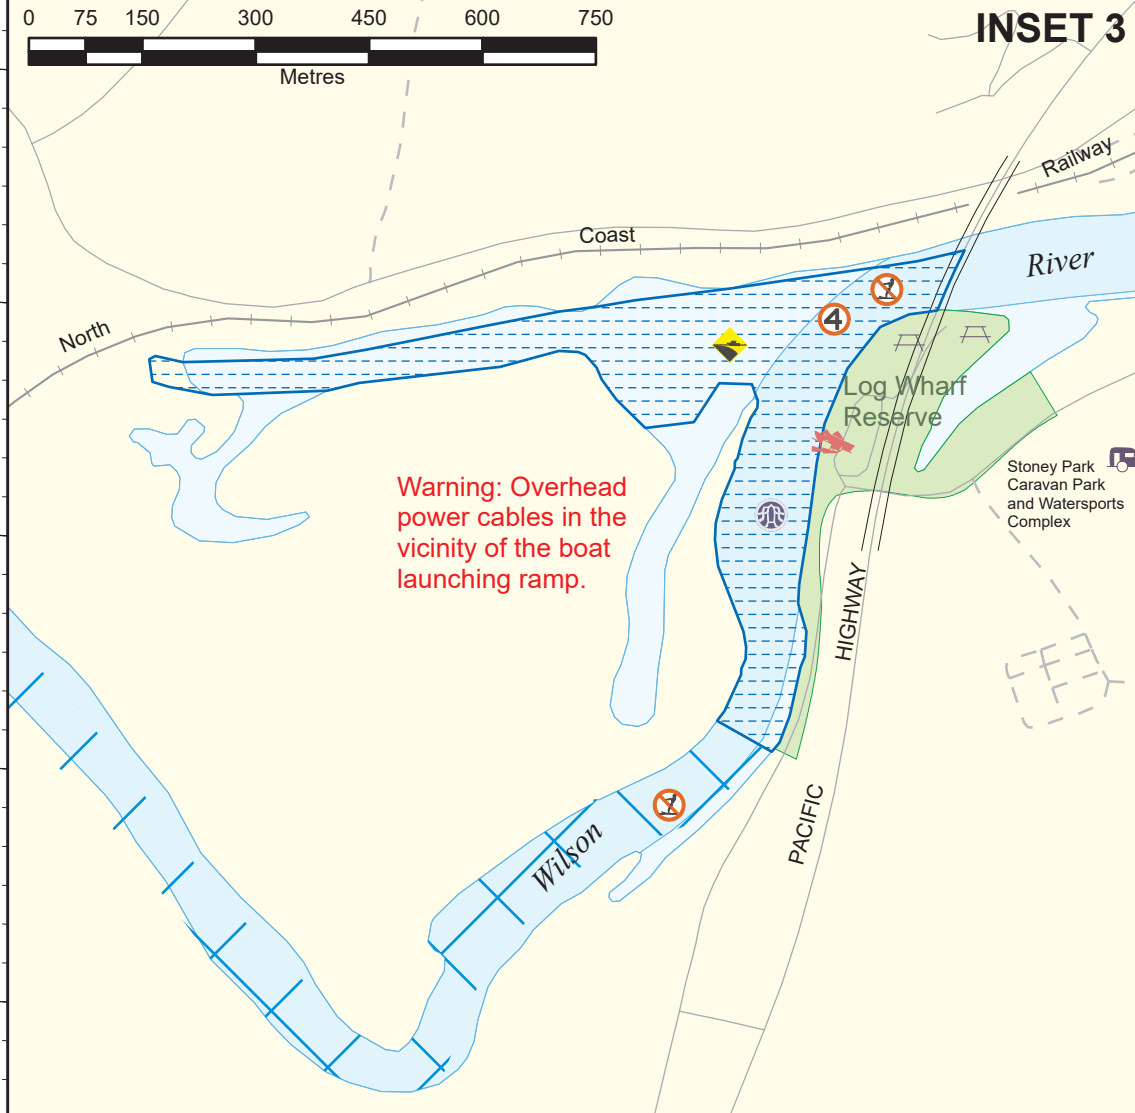 0 75 150 300 450 600 750
Metres
INSET 3
Railway
Coast
River
North
4
Log Wharf
Reserve
Warning: Overhead
power cables in the
vicinity of the boat
launching ramp.
Stoney Park
Caravan Park
and Watersports
Complex
HIGHWAY
PACIFIC
Wilson